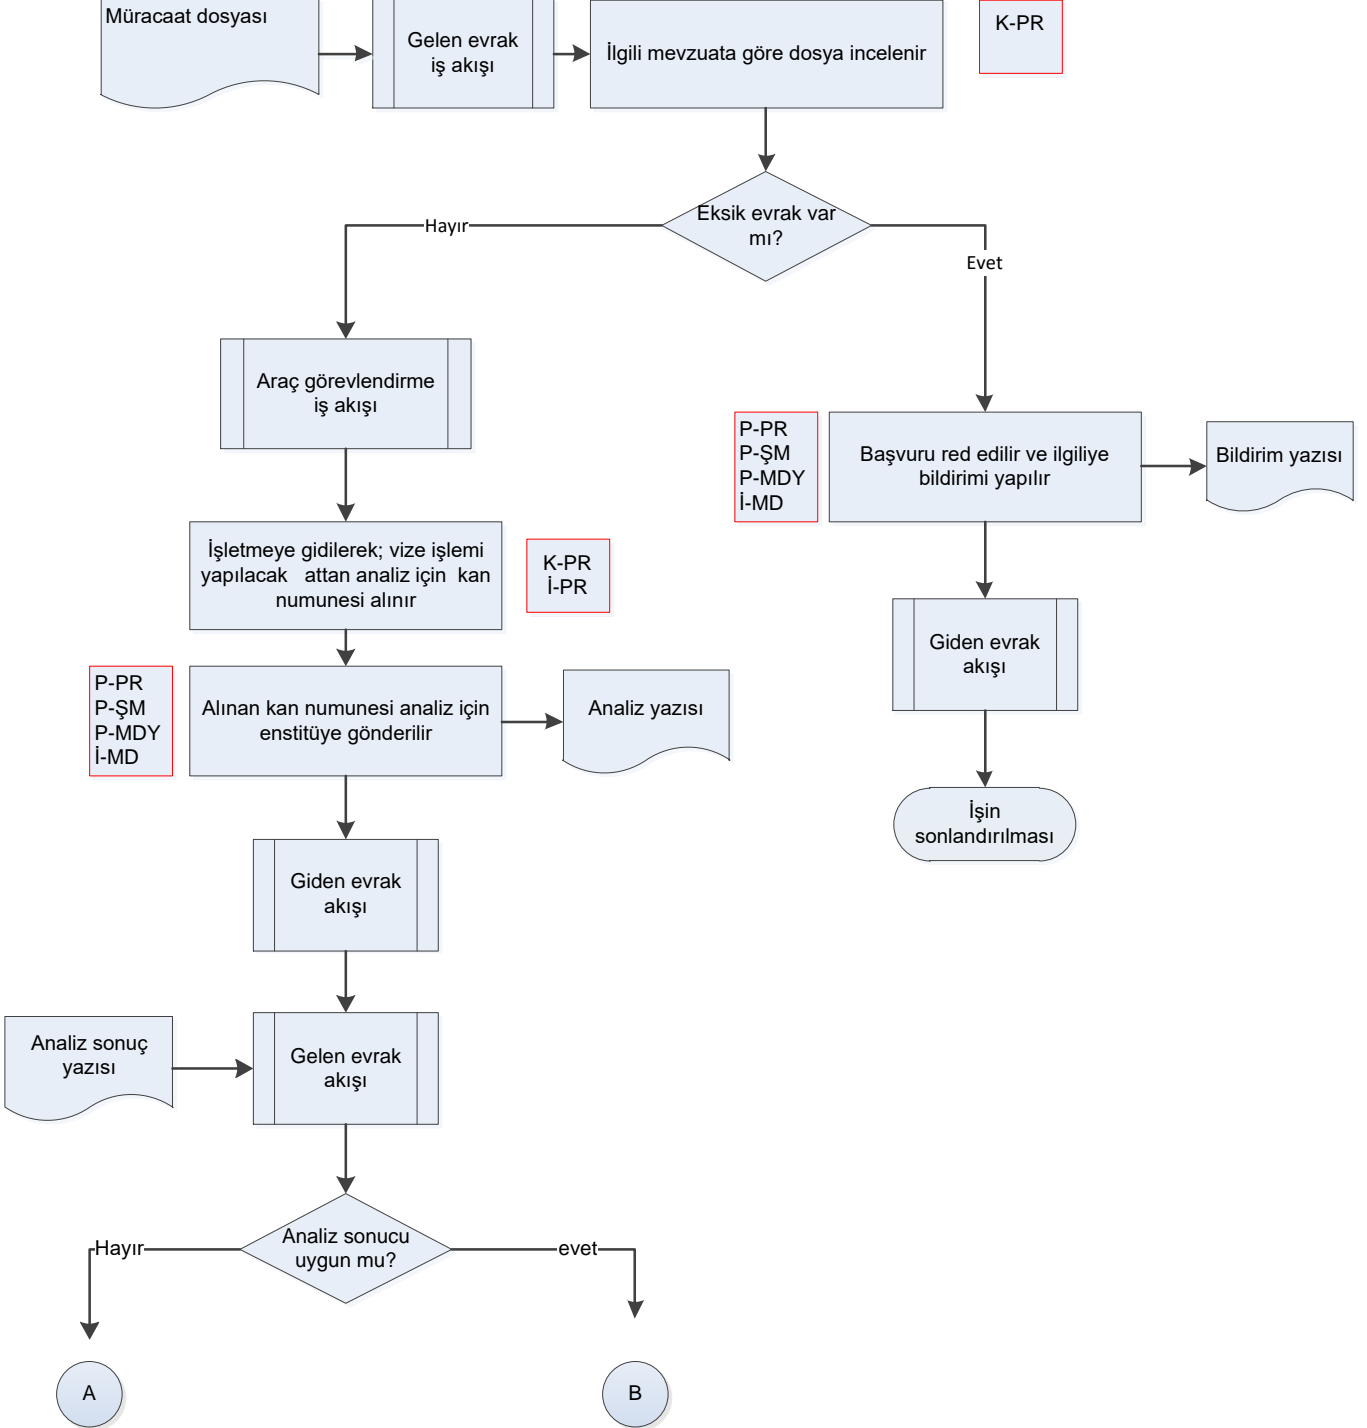 Müracaat dosyası
Gelen evrak
iş akışı
İlgili mevzuata göre dosya incelenir
K-PR
Eksik evrak var
mı?
Hayır
Evet
Araç görevlendirme
iş akışı
P-PR
P-ŞM
P-MDY
İ-MD
Başvuru red edilir ve ilgiliye
bildirimi yapılır
Bildirim yazısı
İşletmeye gidilerek; vize işlemi
yapılacak attan analiz için kan
numunesi alınır
K-PR
İ-PR
Giden evrak
akışı
P-PR
P-ŞM
P-MDY
İ-MD
Alınan kan numunesi analiz için
enstitüye gönderilir
Analiz yazısı
İşin
sonlandırılması
Giden evrak
akışı
Analiz sonuç
yazısı
Gelen evrak
akışı
Analiz sonucu
uygun mu?
Hayır
evet
A
B